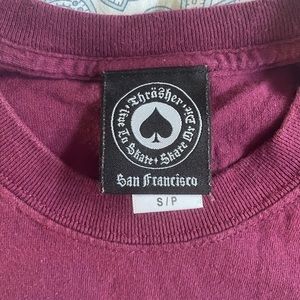 Thrasher
Skate Or Die
Live To Skate
San Francisco
S/P